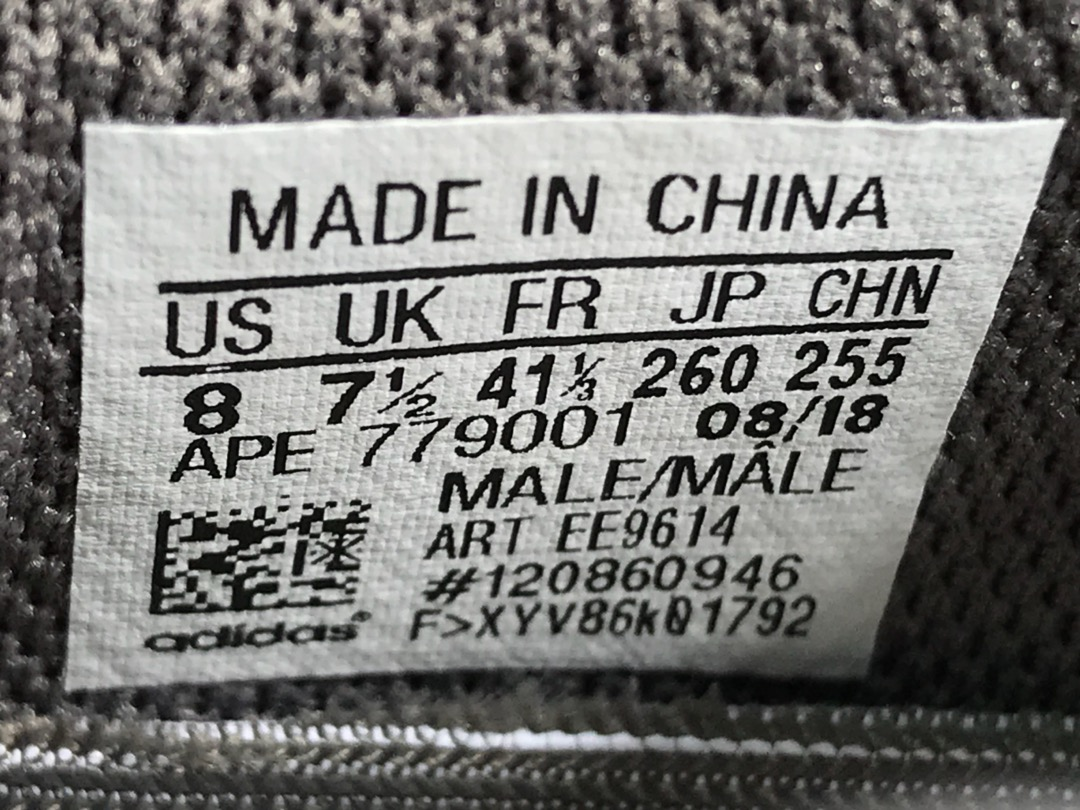 MADE IN CHINA
US UK FR JP CHN
8 7½ 41⅓ 260 255
APE 779001 08/18
MALE/MÂLE
ART EE9614
#120860946
F>XYV86k01792
adidas®